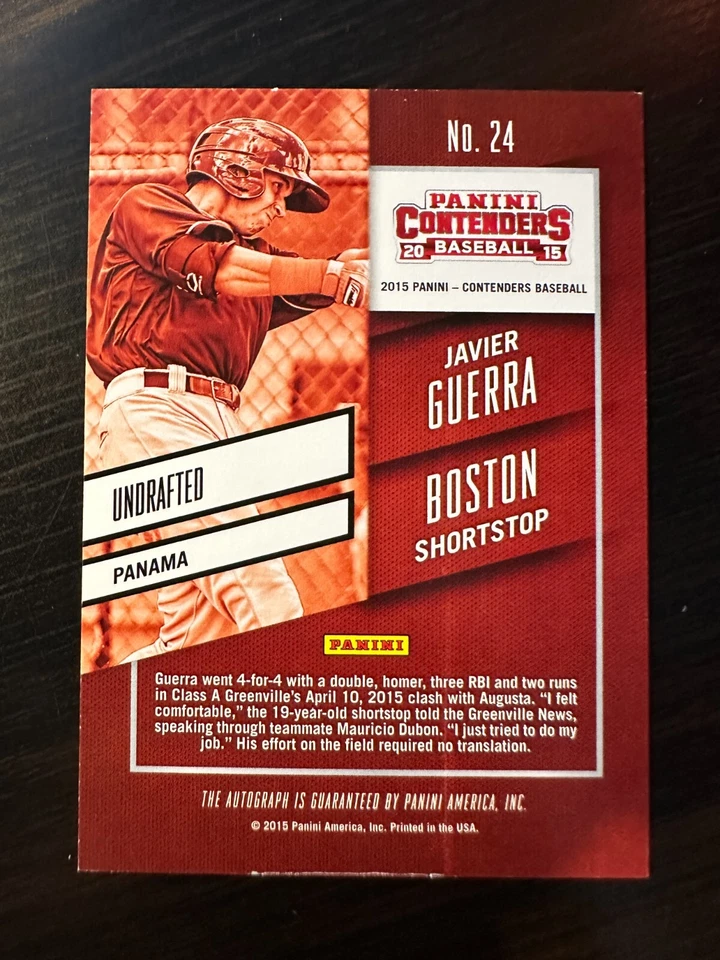 No. 24
PANINI
CONTENDERS
20 BASEBALL 15
2015 PANINI – CONTENDERS BASEBALL
JAVIER
GUERRA
BOSTON
SHORTSTOP
UNDRAFTED
PANAMA
PANINI
Guerra went 4-for-4 with a double, homer, three RBI and two runs
in Class A Greenville's April 10, 2015 clash with Augusta. “I felt
comfortable,” the 19-year-old shortstop told the Greenville News,
speaking through teammate Mauricio Dubon. “I just tried to do my
job.” His effort on the field required no translation.
THE AUTOGRAPH IS GUARANTEED BY PANINI AMERICA, INC.
© 2015 Panini America, Inc. Printed in the USA.